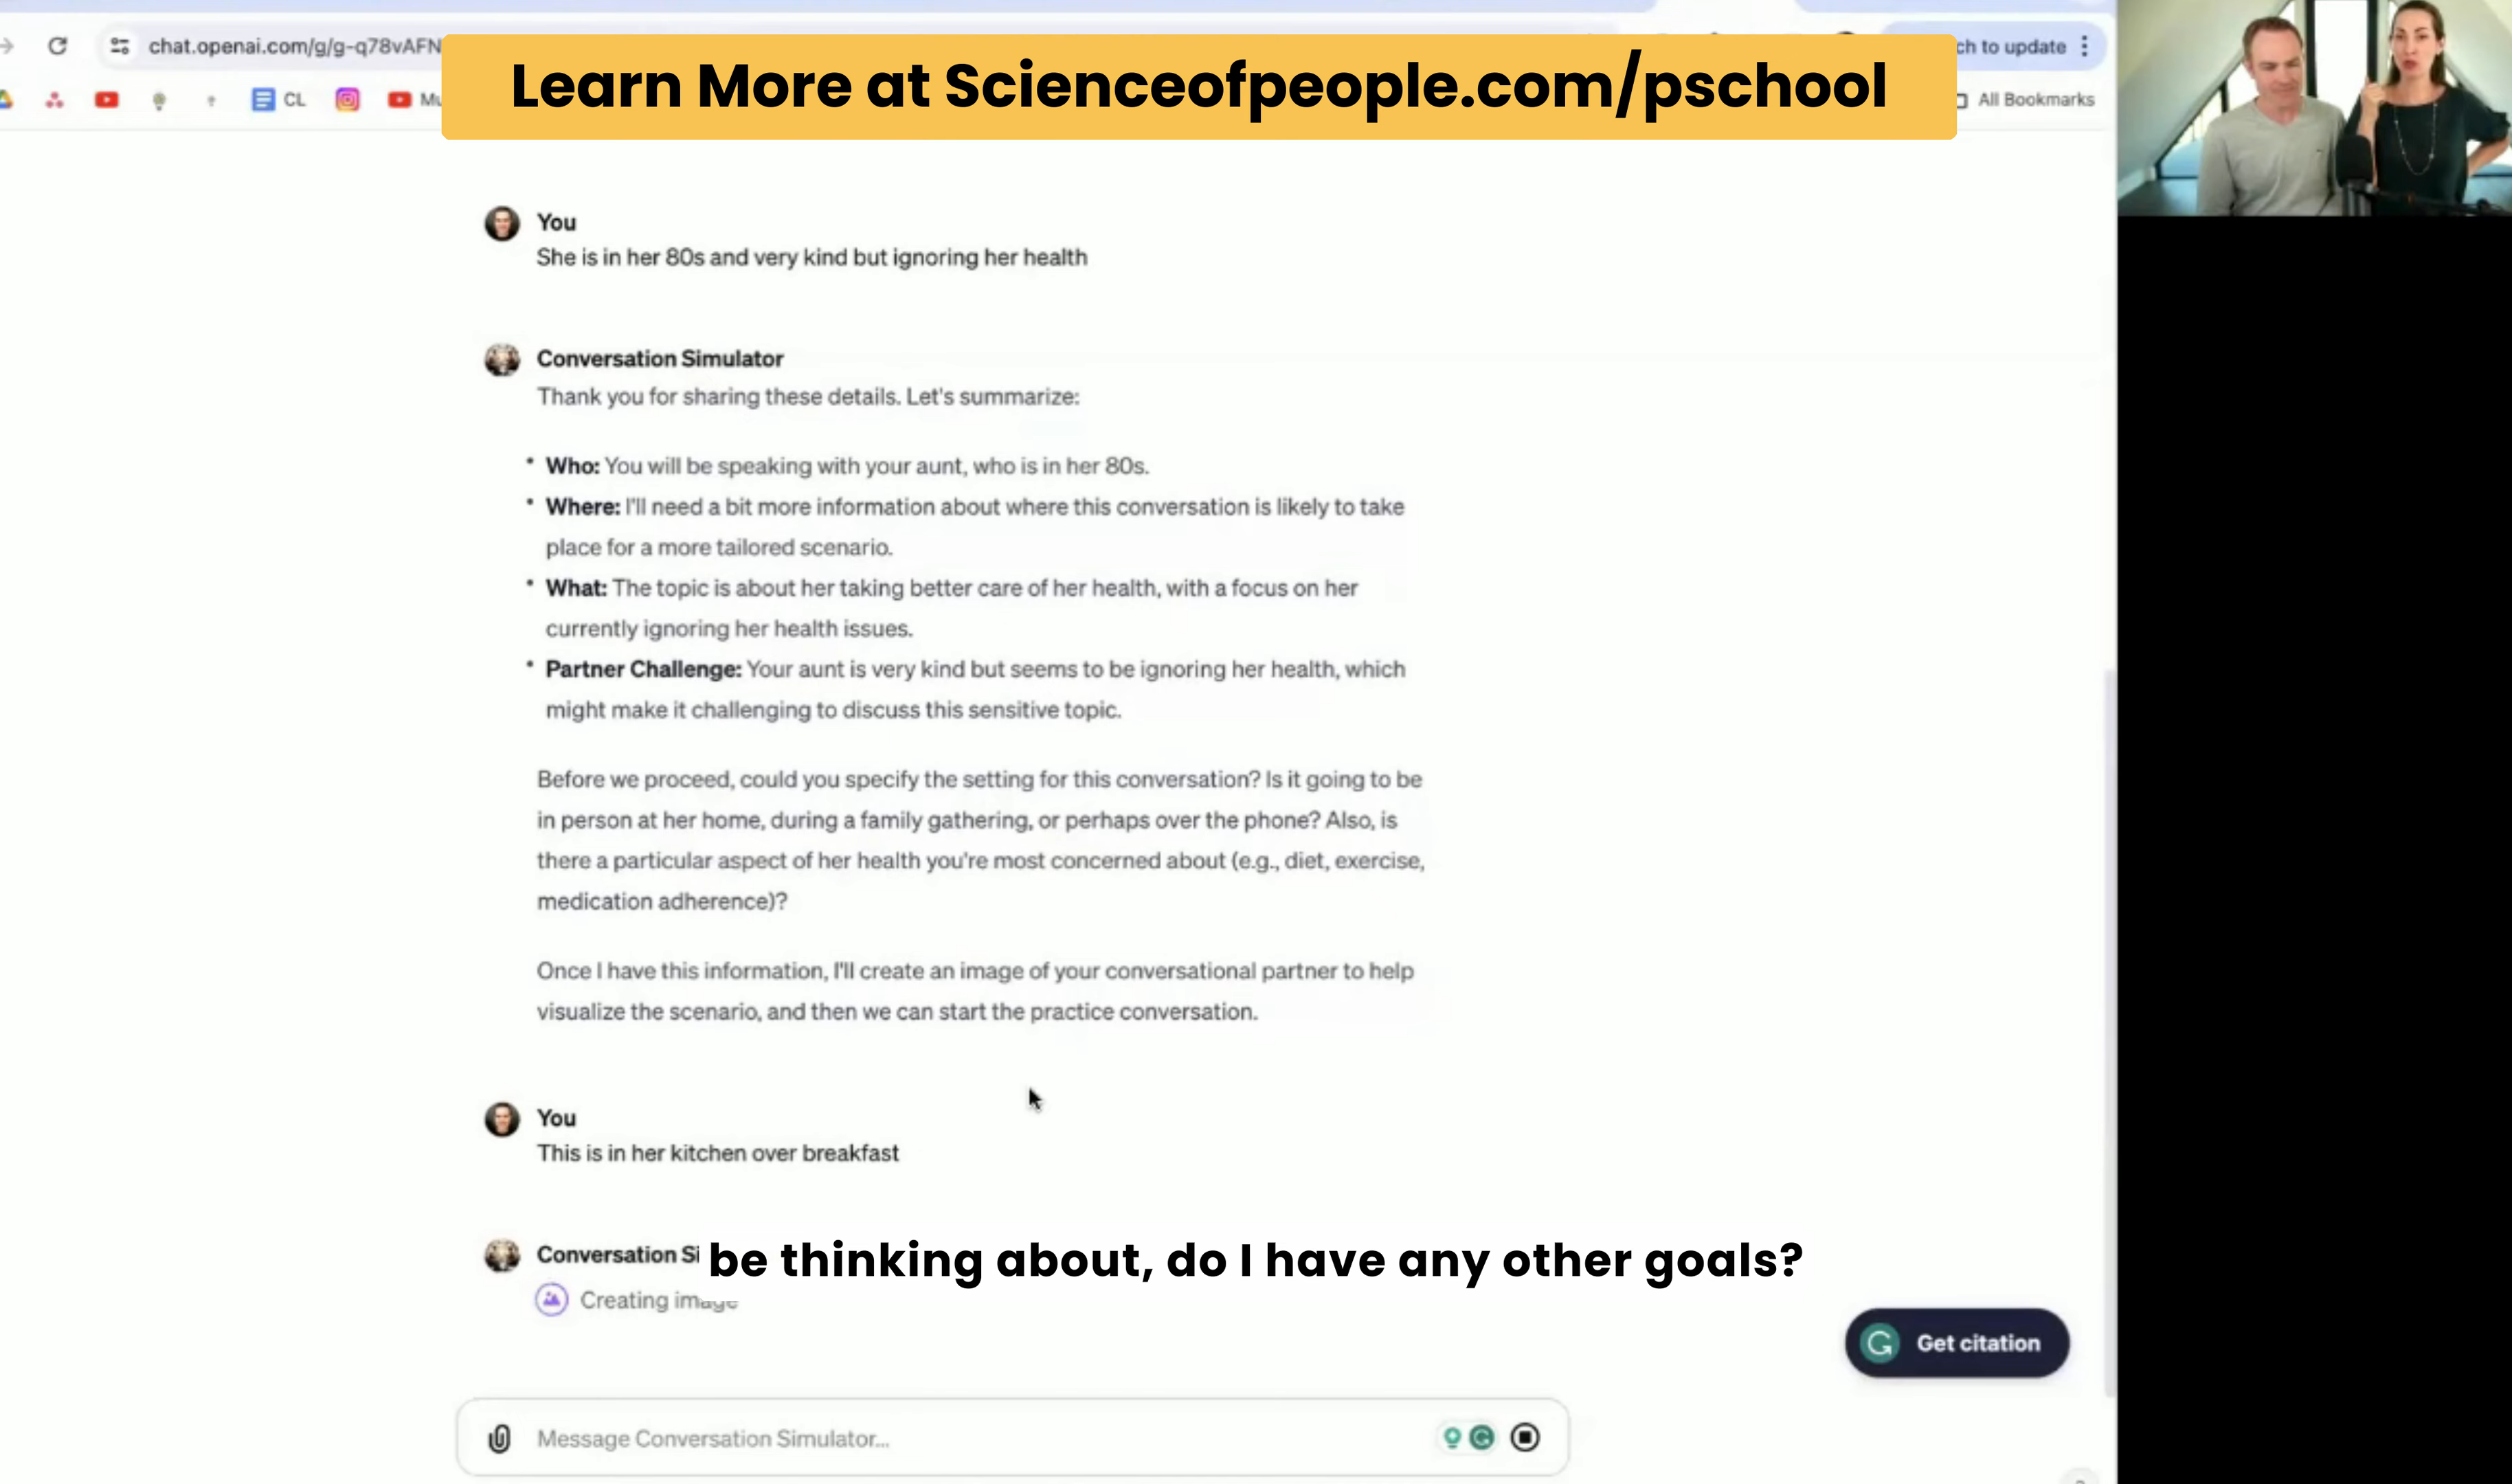 chat.openai.com/g/g-q78vAFN
ch to update
Learn More at Scienceofpeople.com/pschool
CL
All Bookmarks
You
She is in her 80s and very kind but ignoring her health
Conversation Simulator
Thank you for sharing these details. Let's summarize:
• Who: You will be speaking with your aunt, who is in her 80s.
• Where: I'll need a bit more information about where this conversation is likely to take
place for a more tailored scenario.
• What: The topic is about her taking better care of her health, with a focus on her
currently ignoring her health issues.
• Partner Challenge: Your aunt is very kind but seems to be ignoring her health, which
might make it challenging to discuss this sensitive topic.
Before we proceed, could you specify the setting for this conversation? Is it going to be
in person at her home, during a family gathering, or perhaps over the phone? Also, is
there a particular aspect of her health you're most concerned about (e.g., diet, exercise,
medication adherence)?
Once I have this information, I'll create an image of your conversational partner to help
visualize the scenario, and then we can start the practice conversation.
You
This is in her kitchen over breakfast
Conversation Si
be thinking about, do I have any other goals?
Creating image
Get citation
Message Conversation Simulator...